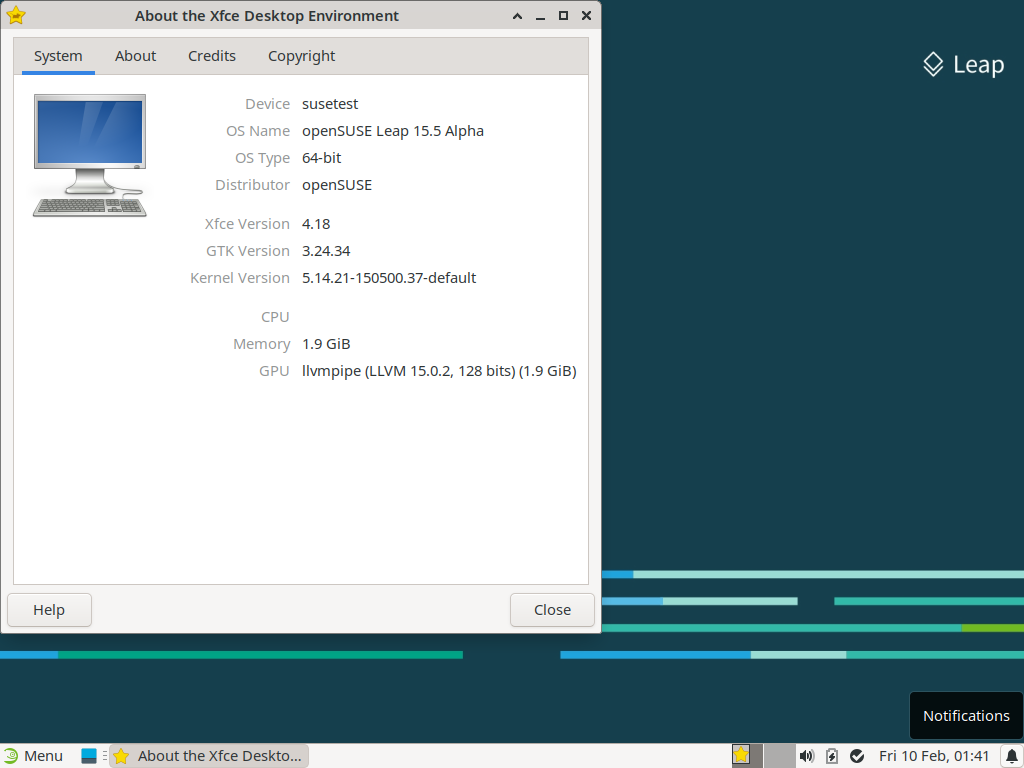 About the Xfce Desktop Environment
System About Credits Copyright
Leap
Device susetest
OS Name openSUSE Leap 15.5 Alpha
OS Type 64-bit
Distributor openSUSE
Xfce Version 4.18
GTK Version 3.24.34
Kernel Version 5.14.21-150500.37-default
CPU
Memory 1.9 GiB
GPU llvmpipe (LLVM 15.0.2, 128 bits) (1.9 GiB)
Help Close
Notifications
Menu About the Xfce Deskto... Fri 10 Feb, 01:41